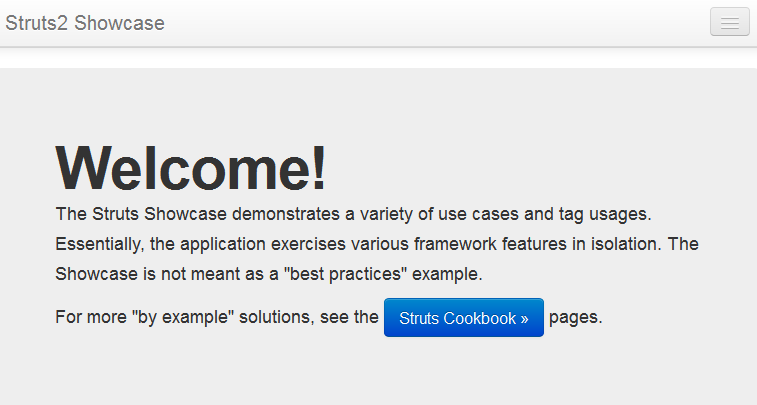 Struts2 Showcase
Welcome!
The Struts Showcase demonstrates a variety of use cases and tag usages.
Essentially, the application exercises various framework features in isolation. The
Showcase is not meant as a "best practices" example.
For more "by example" solutions, see the Struts Cookbook » pages.